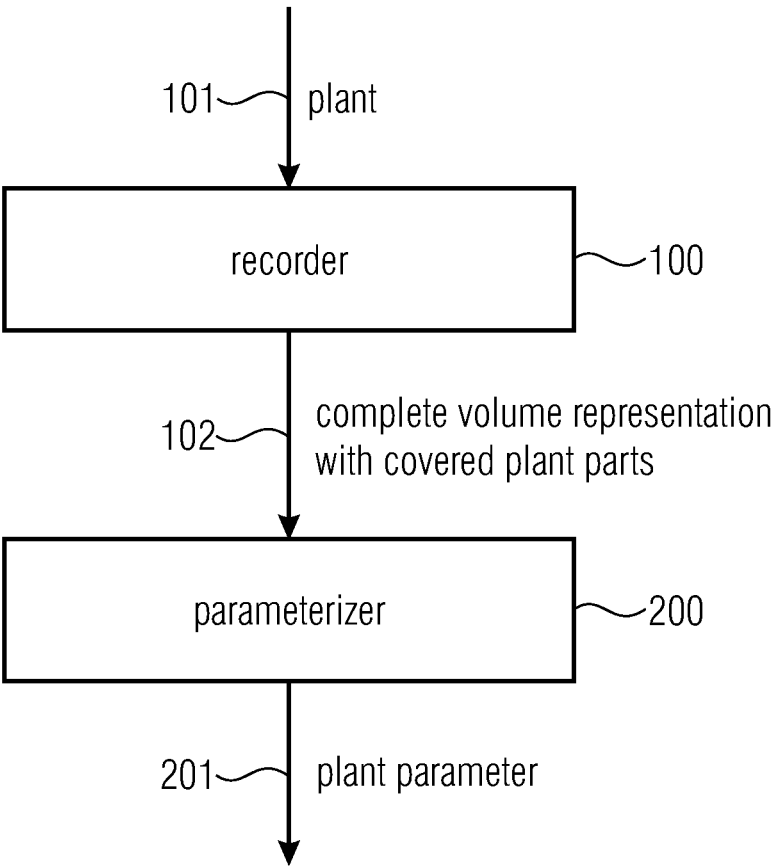 101 plant
recorder 100
102 complete volume representation
with covered plant parts
parameterizer 200
201 plant parameter